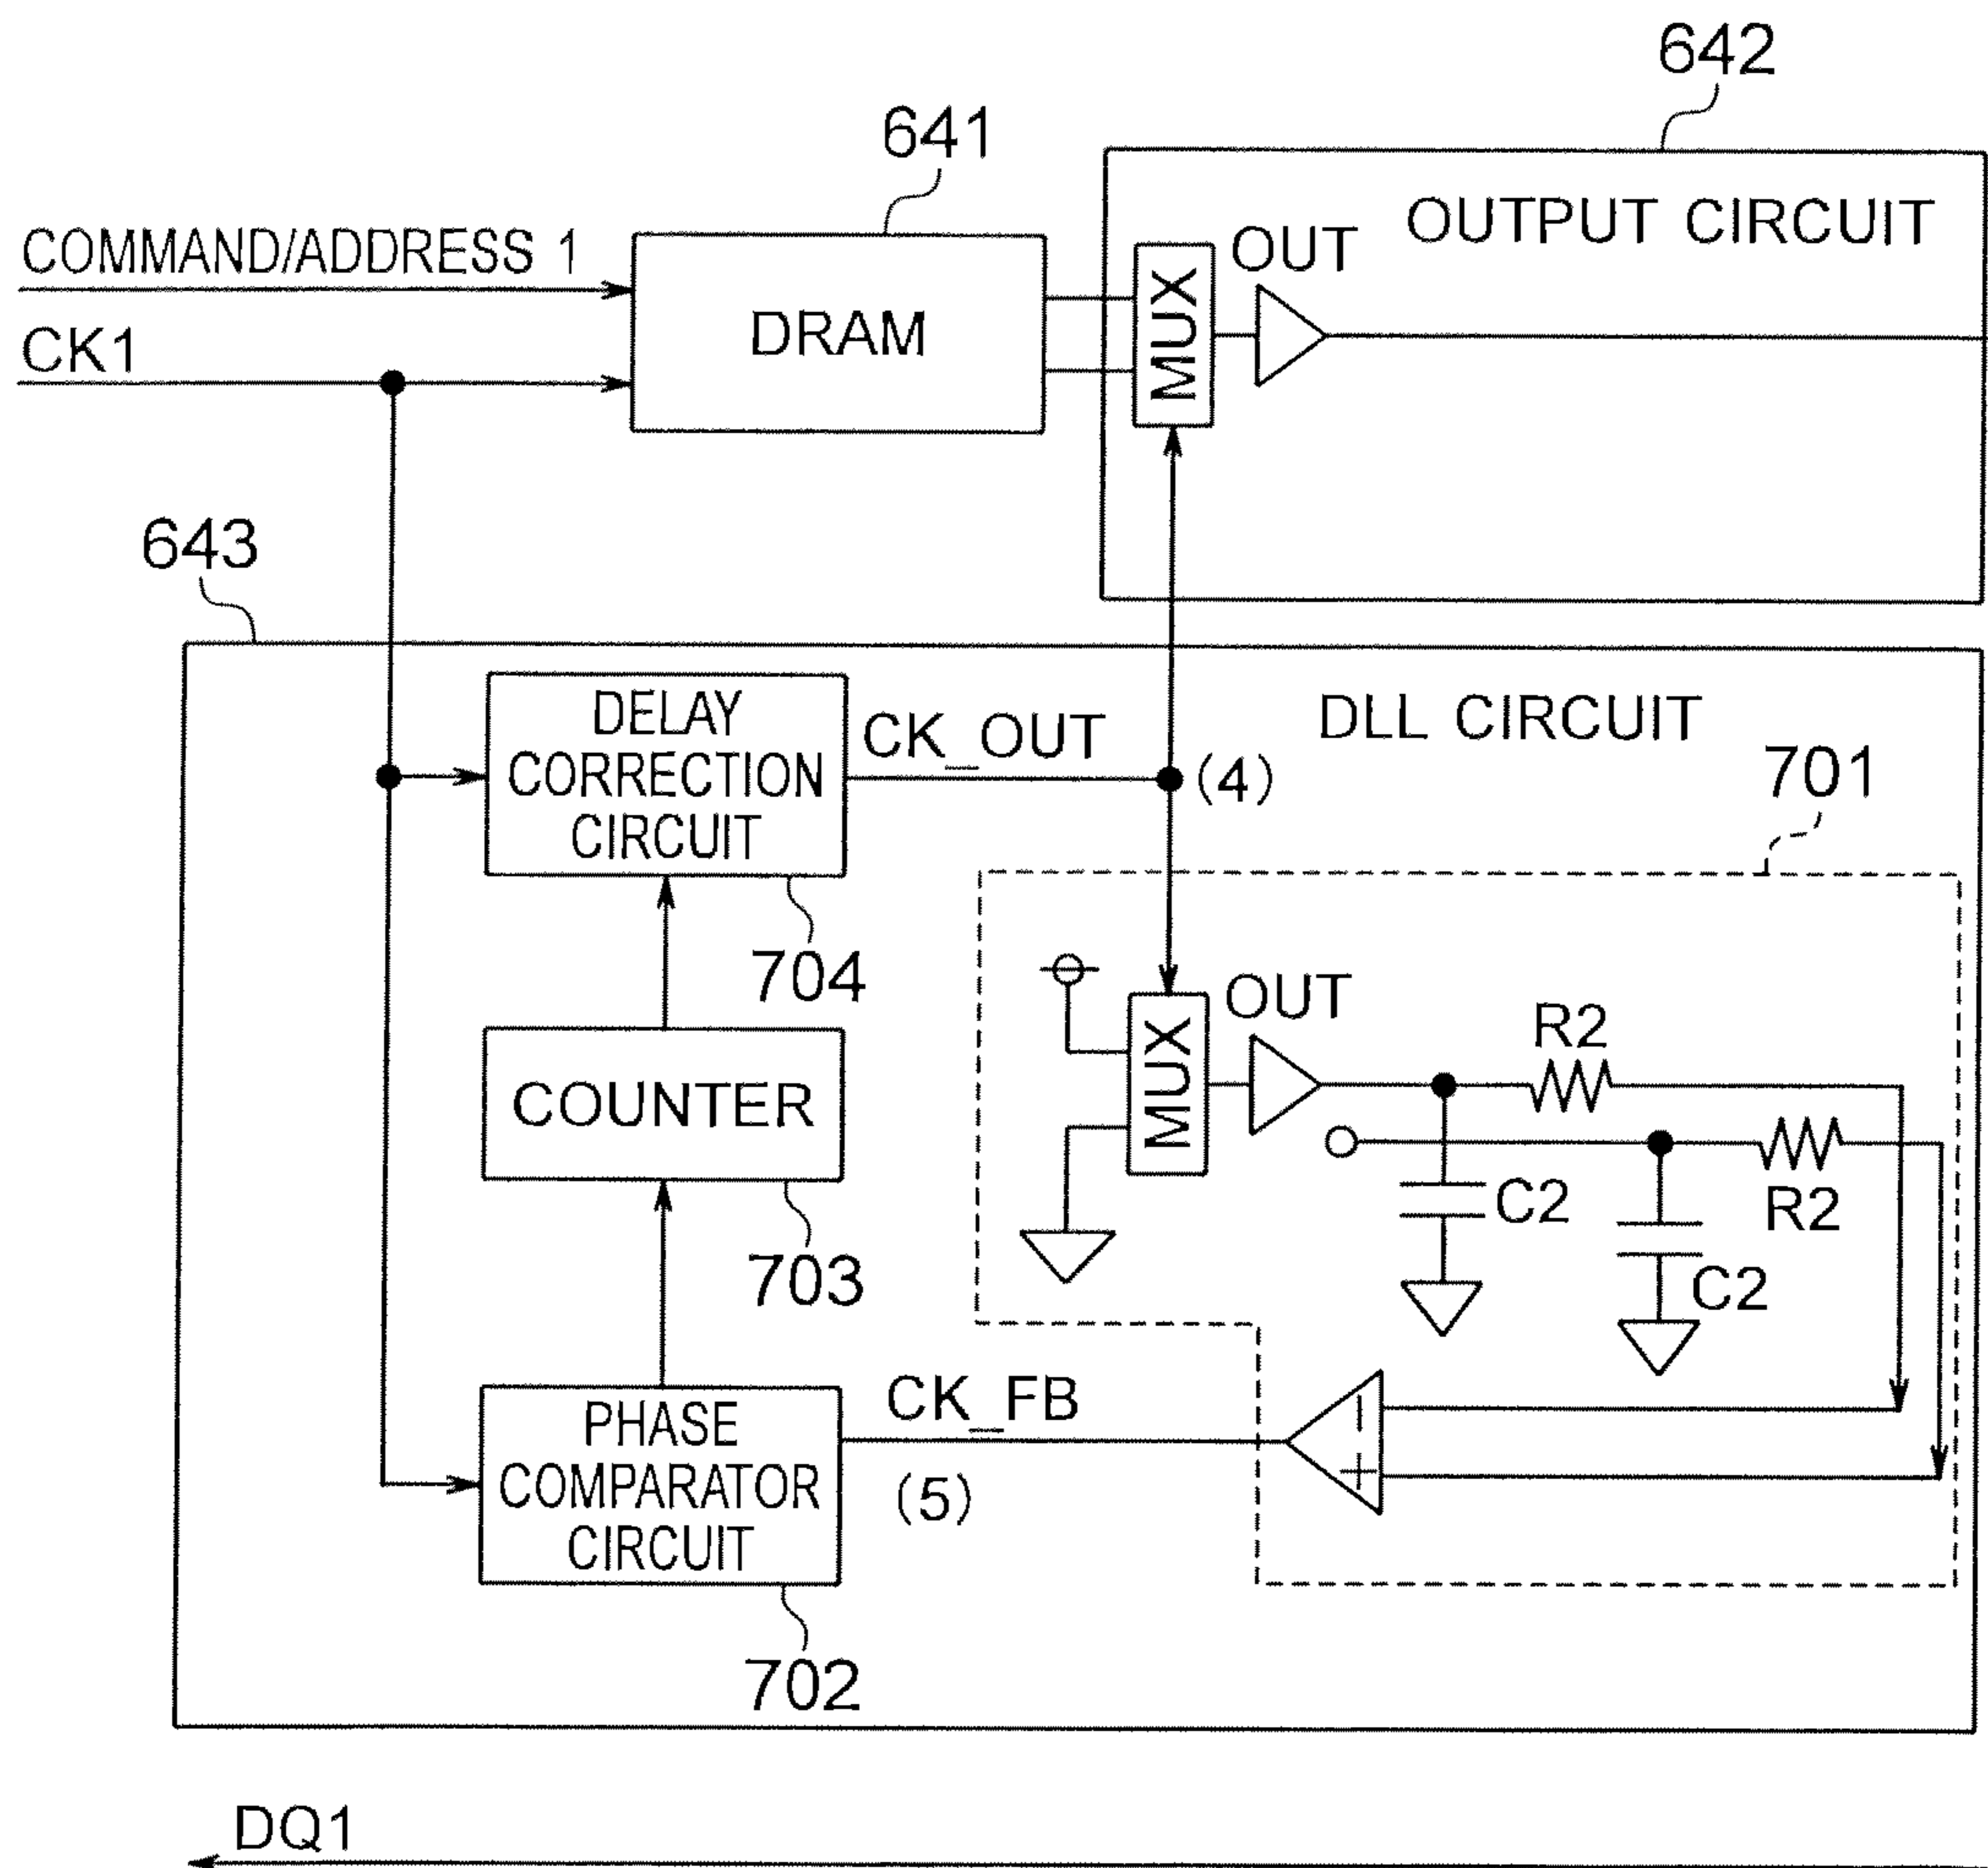 642
641
OUTPUT CIRCUIT
COMMAND/ADDRESS 1
OUT
MUX
DRAM
CK1
643
DELAY
CORRECTION
CIRCUIT
CK_OUT
DLL CIRCUIT
(4)
701
704
OUT
MUX
R2
COUNTER
R2
C2
703
C2
PHASE
COMPARATOR
CIRCUIT
CK_FB
(5)
−
+
702
DQ1